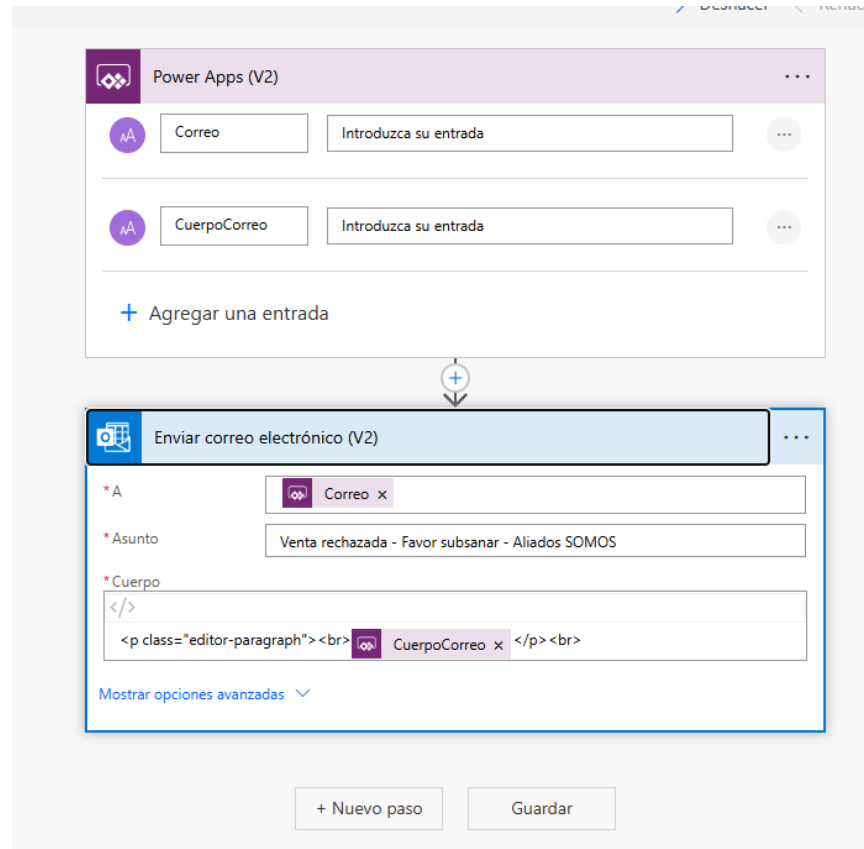 Deshacer
Power Apps (V2)
Correo Introduzca su entrada
CuerpoCorreo Introduzca su entrada
+ Agregar una entrada
Enviar correo electrónico (V2)
* A Correo ×
* Asunto Venta rechazada - Favor subsanar - Aliados SOMOS
* Cuerpo
</>
<p class="editor-paragraph"><br> CuerpoCorreo × </p><br>
Mostrar opciones avanzadas
+ Nuevo paso Guardar